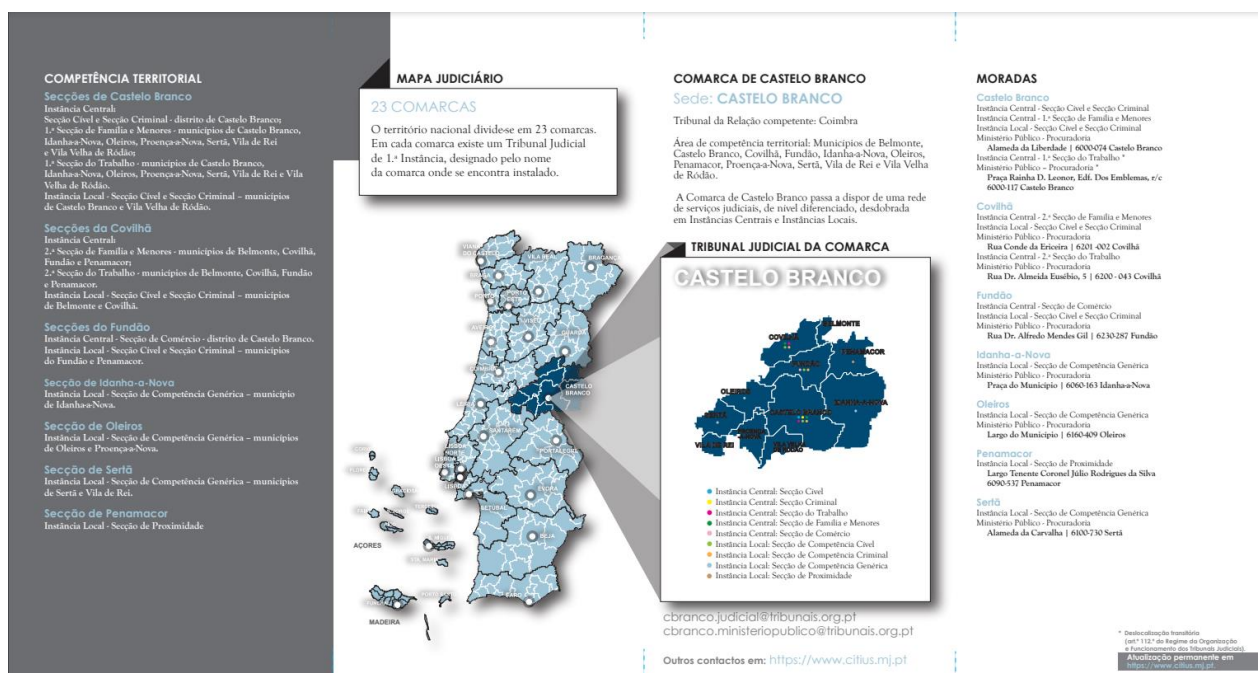 COMPETÊNCIA TERRITORIAL
Secções de Castelo Branco
Instância Central:
Secção Cível e Secção Criminal - distrito de Castelo Branco;
1.ª Secção de Família e Menores - municípios de Castelo Branco,
Idanha-a-Nova, Oleiros, Proença-a-Nova, Sertã, Vila de Rei
e Vila Velha de Ródão;
1.ª Secção do Trabalho - municípios de Castelo Branco,
Idanha-a-Nova, Oleiros, Proença-a-Nova, Sertã, Vila de Rei e Vila
Velha de Ródão.
Instância Local - Secção Cível e Secção Criminal – municípios
de Castelo Branco e Vila Velha de Ródão.
Secções da Covilhã
Instância Central:
2.ª Secção de Família e Menores - municípios de Belmonte, Covilhã,
Fundão e Penamacor;
2.ª Secção do Trabalho - municípios de Belmonte, Covilhã, Fundão
e Penamacor.
Instância Local - Secção Cível e Secção Criminal – municípios
de Belmonte e Covilhã.
Secções do Fundão
Instância Central - Secção de Comércio - distrito de Castelo Branco.
Instância Local - Secção Cível e Secção Criminal – municípios
do Fundão e Penamacor.
Secção de Idanha-a-Nova
Instância Local - Secção de Competência Genérica – município
de Idanha-a-Nova.
Secção de Oleiros
Instância Local - Secção de Competência Genérica – municípios
de Oleiros e Proença-a-Nova.
Secção de Sertã
Instância Local - Secção de Competência Genérica – municípios
de Sertã e Vila de Rei.
Secção de Penamacor
Instância Local - Secção de Proximidade
MAPA JUDICIÁRIO
23 COMARCAS
O território nacional divide-se em 23 comarcas.
Em cada comarca existe um Tribunal Judicial
de 1.ª Instância, designado pelo nome
da comarca onde se encontra instalado.
VIANA
DO CASTELO
VILA REAL
BRAGANÇA
BRAGA
PORTO
AVEIRO
VISEU
GUARDA
COIMBRA
CASTELO
BRANCO
LEIRIA
SANTARÉM
PORTALEGRE
LISBOA
NORTE
LISBOA
OESTE
LISBOA
SETÚBAL
ÉVORA
BEJA
FARO
AÇORES
MADEIRA
FUNCHAL
PORTO SANTO
COMARCA DE CASTELO BRANCO
Sede: CASTELO BRANCO
Tribunal da Relação competente: Coimbra
Área de competência territorial: Municípios de Belmonte,
Castelo Branco, Covilhã, Fundão, Idanha-a-Nova, Oleiros,
Penamacor, Proença-a-Nova, Sertã, Vila de Rei e Vila Velha
de Ródão.
A Comarca de Castelo Branco passa a dispor de uma rede
de serviços judiciais, de nível diferenciado, desdobrada
em Instâncias Centrais e Instâncias Locais.
TRIBUNAL JUDICIAL DA COMARCA
CASTELO BRANCO
BELMONTE
COVILHÃ
PENAMACOR
FUNDÃO
OLEIROS
IDANHA-A-NOVA
SERTÃ
CASTELO BRANCO
PROENÇA
-A-NOVA
VILA DE REI
VILA VELHA
DE RODÃO
Instância Central: Secção Cível
Instância Central: Secção Criminal
Instância Central: Secção do Trabalho
Instância Central: Secção de Família e Menores
Instância Central: Secção de Comércio
Instância Local: Secção de Competência Cível
Instância Local: Secção de Competência Criminal
Instância Local: Secção de Competência Genérica
Instância Local: Secção de Proximidade
cbranco.judicial@tribunais.org.pt
cbranco.ministeriopublico@tribunais.org.pt
Outros contactos em: https://www.citius.mj.pt
MORADAS
Castelo Branco
Instância Central - Secção Cível e Secção Criminal
Instância Central - 1.ª Secção de Família e Menores
Instância Local - Secção Cível e Secção Criminal
Ministério Público - Procuradoria
Alameda da Liberdade | 6000-074 Castelo Branco
Instância Central - 1.ª Secção do Trabalho *
Ministério Público – Procuradoria *
Praça Rainha D. Leonor, Edf. Dos Emblemas, r/c
6000-117 Castelo Branco
Covilhã
Instância Central - 2.ª Secção de Família e Menores
Instância Local - Secção Cível e Secção Criminal
Ministério Público - Procuradoria
Rua Conde da Ericeira | 6201 -002 Covilhã
Instância Central - 2.ª Secção do Trabalho
Ministério Público - Procuradoria
Rua Dr. Almeida Eusébio, 5 | 6200 - 043 Covilhã
Fundão
Instância Central - Secção de Comércio
Instância Local - Secção Cível e Secção Criminal
Ministério Público - Procuradoria
Rua Dr. Alfredo Mendes Gil | 6230-287 Fundão
Idanha-a-Nova
Instância Local - Secção de Competência Genérica
Ministério Público - Procuradoria
Praça do Município | 6060-163 Idanha-a-Nova
Oleiros
Instância Local - Secção de Competência Genérica
Ministério Público - Procuradoria
Largo do Município | 6160-409 Oleiros
Penamacor
Instância Local - Secção de Proximidade
Largo Tenente Coronel Júlio Rodrigues da Silva
6090-537 Penamacor
Sertã
Instância Local - Secção de Competência Genérica
Ministério Público - Procuradoria
Alameda da Carvalha | 6100-730 Sertã
* Deslocalização transitória
(art.º 112.º do Regime da Organização
e Funcionamento dos Tribunais Judiciais).
Atualização permanente em
https://www.citius.mj.pt.